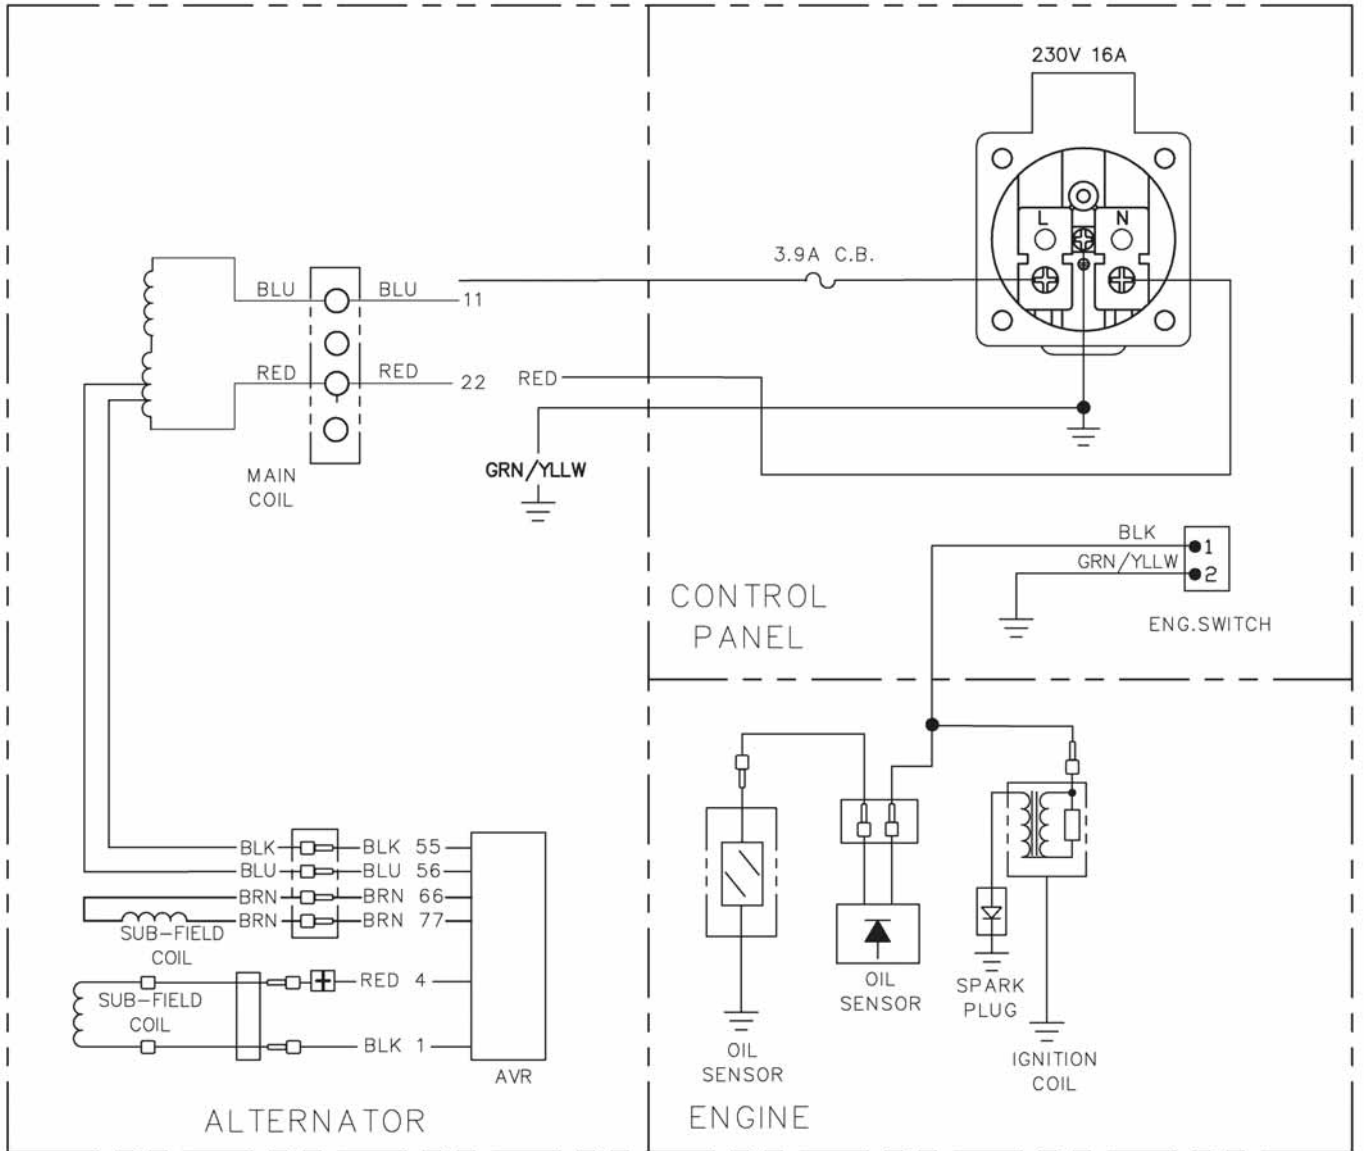 230V 16A
L
N
3.9A C.B.
BLU
BLU
11
RED
RED
22
RED
MAIN
COIL
GRN/YLLW
BLK
1
GRN/YLLW
2
ENG.SWITCH
CONTROL
PANEL
BLK
BLK 55
BLU
BLU 56
BRN
BRN 66
BRN
BRN 77
SUB-FIELD
COIL
+
RED 4
SUB-FIELD
COIL
BLK 1
AVR
ALTERNATOR
OIL
SENSOR
OIL
SENSOR
SPARK
PLUG
IGNITION
COIL
ENGINE